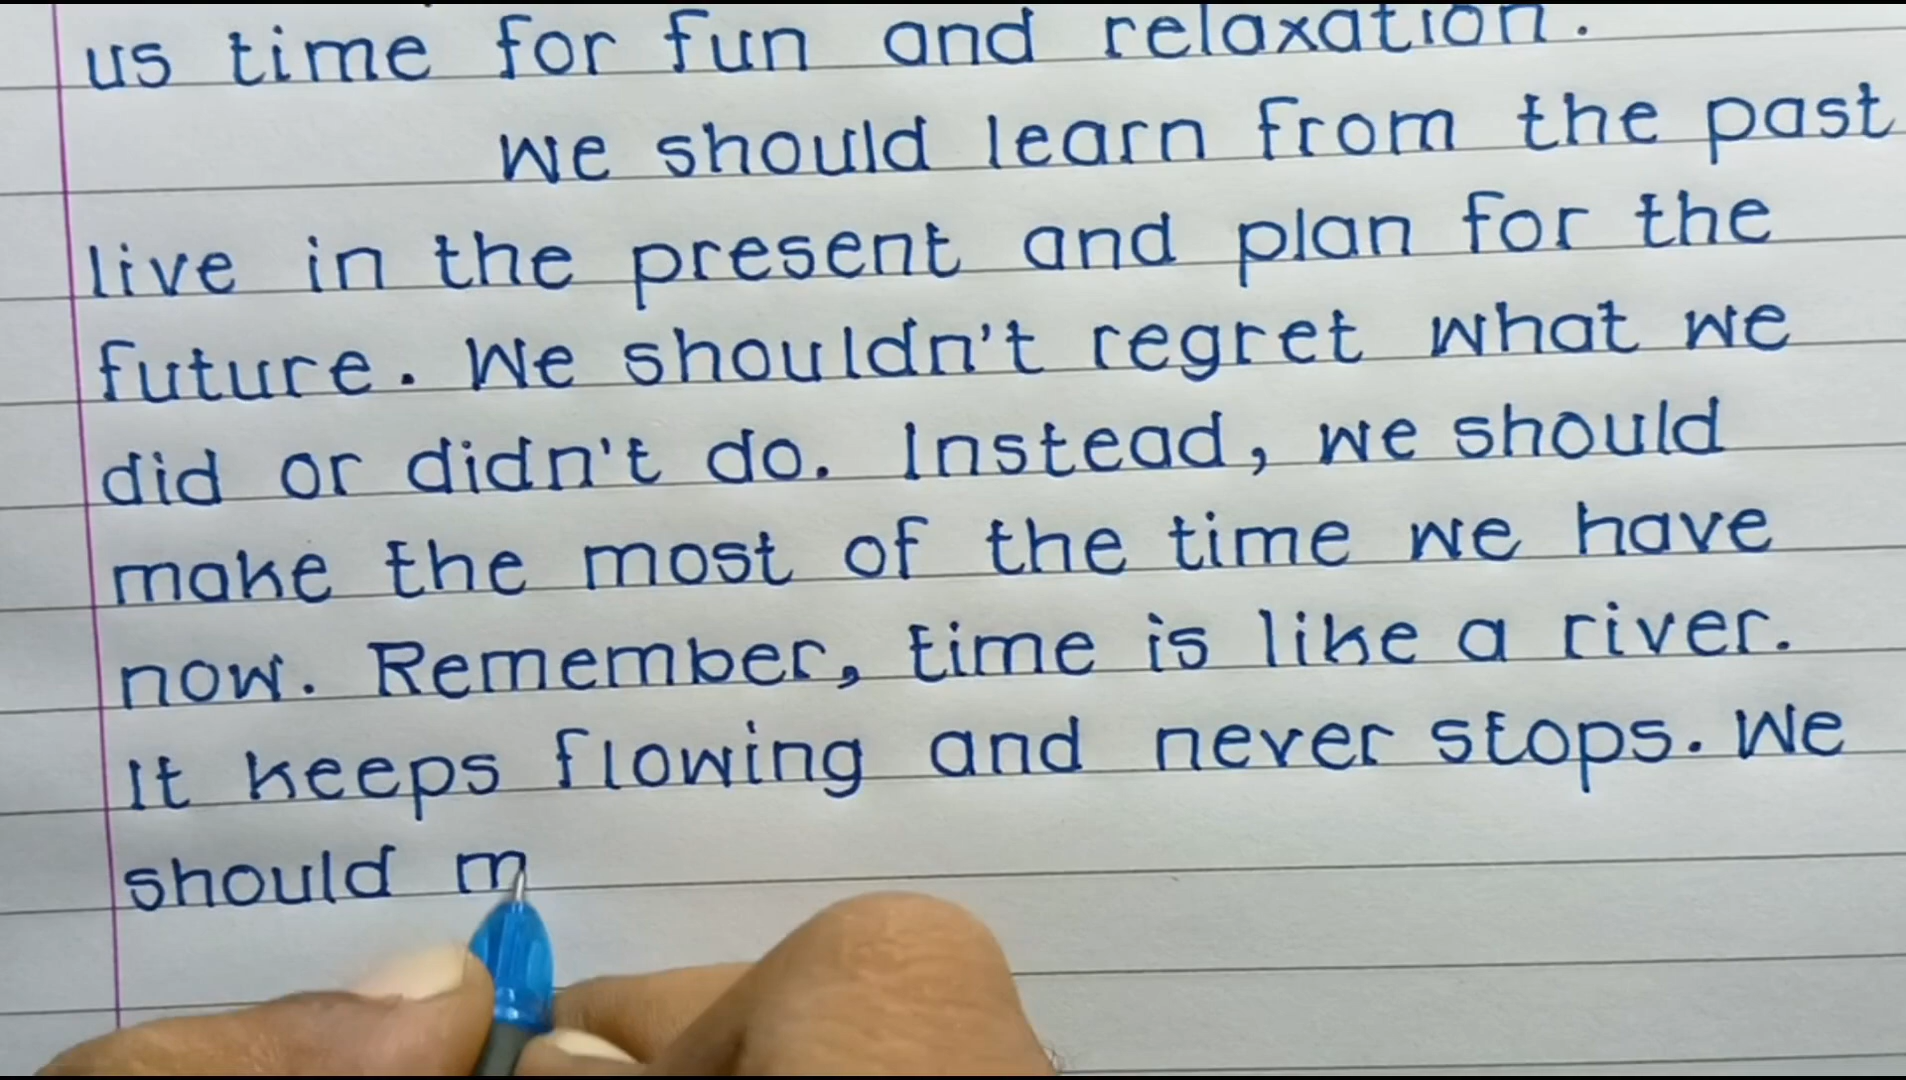 us time for fun and relaxation.
We should learn from the past
live in the present and plan for the
future. We shouldn't regret what we
did or didn't do. Instead, we should
make the most of the time we have
now. Remember, time is like a river.
It keeps flowing and never stops. We
should m